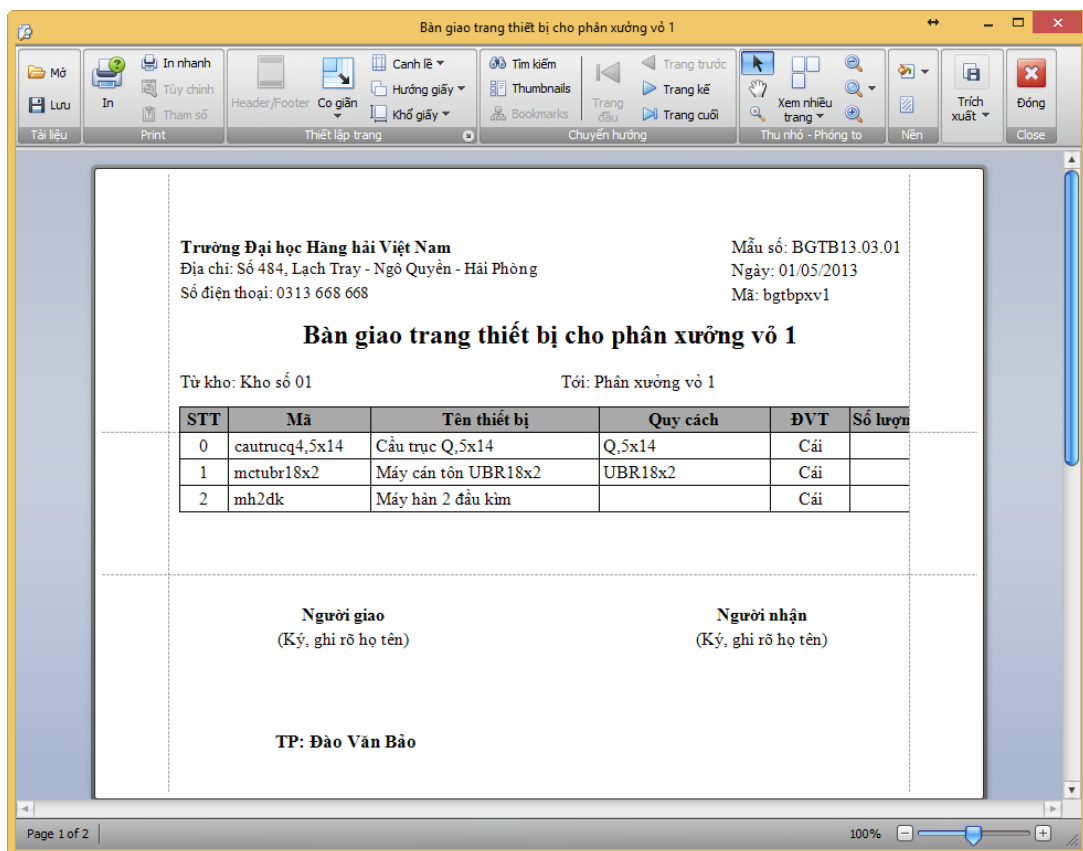 Bàn giao trang thiết bị cho phân xưởng vỏ 1
Mở
Lưu
Tài liệu
In
In nhanh
Tùy chỉnh
Tham số
Print
Header/Footer
Co giãn
Canh lề
Hướng giấy
Khổ giấy
Thiết lập trang
Tìm kiếm
Thumbnails
Bookmarks
Trang đầu
Trang trước
Trang kế
Trang cuối
Chuyển hướng
Xem nhiều trang
Thu nhỏ - Phóng to
Nền
Trích xuất
Đóng
Close
Trường Đại học Hàng hải Việt Nam
Mẫu số: BGTB13.03.01
Địa chỉ: Số 484, Lạch Tray - Ngô Quyền - Hải Phòng
Ngày: 01/05/2013
Số điện thoại: 0313 668 668
Mã: bgtbpxv1
Bàn giao trang thiết bị cho phân xưởng vỏ 1
Từ kho: Kho số 01 Tới: Phân xưởng vỏ 1
STT Mã Tên thiết bị Quy cách ĐVT Số lượn
0 cautrucq4,5x14 Cầu trục Q,5x14 Q,5x14 Cái
1 mctubr18x2 Máy cán tôn UBR18x2 UBR18x2 Cái
2 mh2dk Máy hàn 2 đầu kìm Cái
Người giao Người nhận
(Ký, ghi rõ họ tên) (Ký, ghi rõ họ tên)
TP: Đào Văn Bảo
Page 1 of 2
100%